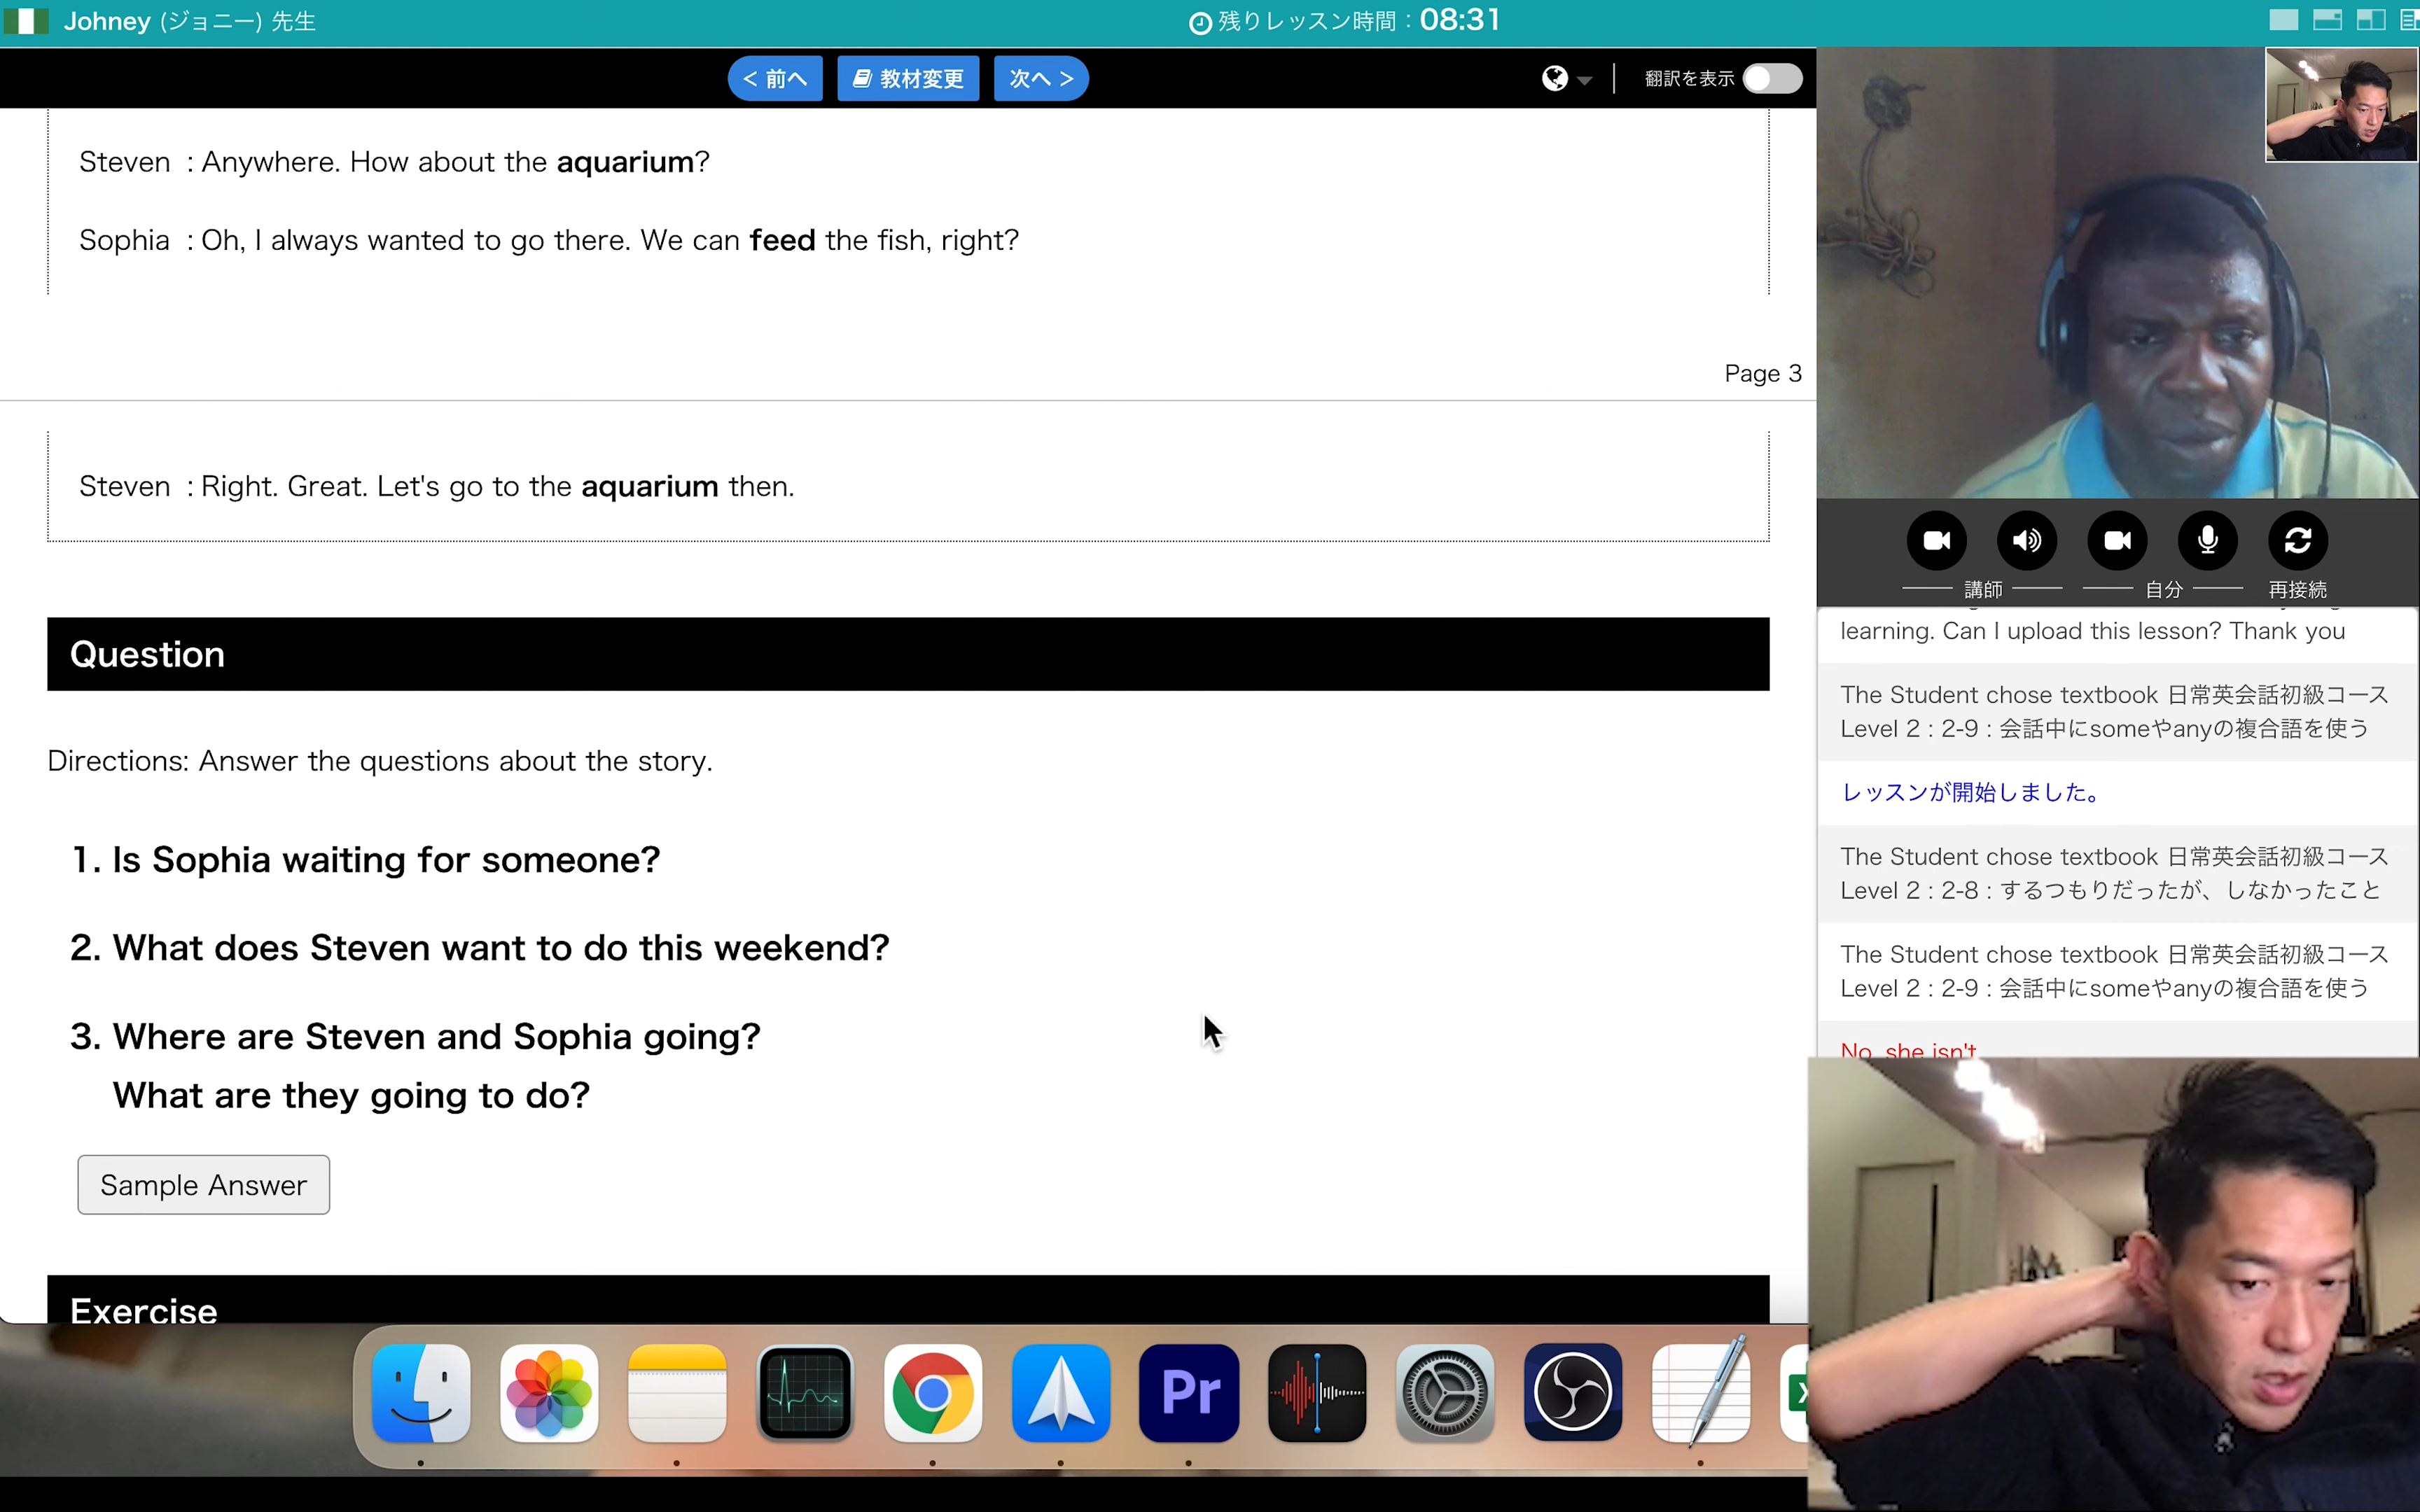 Johney (ジョニー) 先生
残りレッスン時間：08:31
< 前へ
教材変更
次へ >
翻訳を表示
Steven : Anywhere. How about the aquarium?
Sophia : Oh, I always wanted to go there. We can feed the fish, right?
Page 3
Steven : Right. Great. Let's go to the aquarium then.
Question
Directions: Answer the questions about the story.
1. Is Sophia waiting for someone?
2. What does Steven want to do this weekend?
3. Where are Steven and Sophia going?
What are they going to do?
Sample Answer
Exercise
講師
自分
再接続
learning. Can I upload this lesson? Thank you
The Student chose textbook 日常英会話初級コース
Level 2 : 2-9 : 会話中にsomeやanyの複合語を使う
レッスンが開始しました。
The Student chose textbook 日常英会話初級コース
Level 2 : 2-8 : するつもりだったが、しなかったこと
The Student chose textbook 日常英会話初級コース
Level 2 : 2-9 : 会話中にsomeやanyの複合語を使う
No, she isn't
Pr